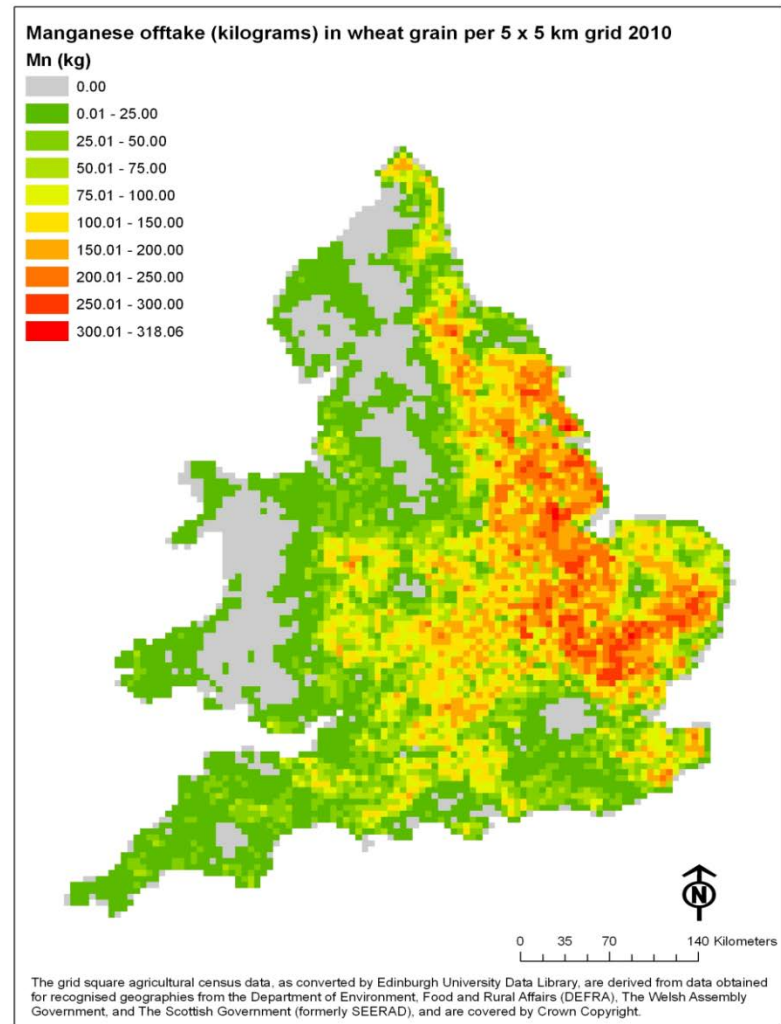 Manganese offtake (kilograms) in wheat grain per 5 x 5 km grid 2010
Mn (kg)
0.00
0.01 - 25.00
25.01 - 50.00
50.01 - 75.00
75.01 - 100.00
100.01 - 150.00
150.01 - 200.00
200.01 - 250.00
250.01 - 300.00
300.01 - 318.06
N
0 35 70 140 Kilometers
The grid square agricultural census data, as converted by Edinburgh University Data Library, are derived from data obtained
for recognised geographies from the Department of Environment, Food and Rural Affairs (DEFRA), The Welsh Assembly
Government, and The Scottish Government (formerly SEERAD), and are covered by Crown Copyright.